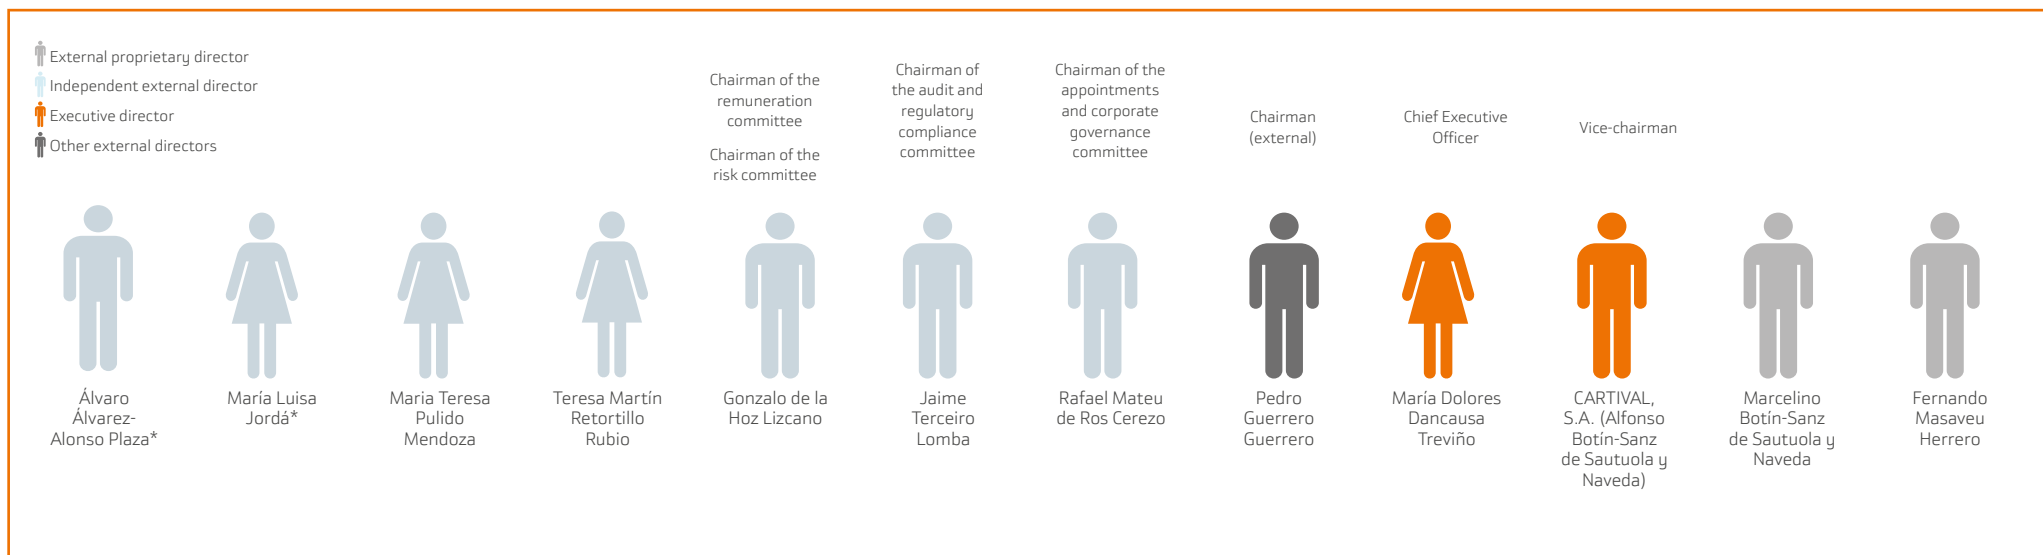 External proprietary director
Independent external director
Executive director
Other external directors
Chairman of the
remuneration
committee
Chairman of the
risk committee
Chairman of
the audit and
regulatory
compliance
committee
Chairman of the
appointments
and corporate
governance
committee
Chairman
(external)
Chief Executive
Officer
Vice-chairman
Álvaro
Álvarez-
Alonso Plaza*
María Luisa
Jordá*
Maria Teresa
Pulido
Mendoza
Teresa Martín
Retortillo
Rubio
Gonzalo de la
Hoz Lizcano
Jaime
Terceiro
Lomba
Rafael Mateu
de Ros Cerezo
Pedro
Guerrero
Guerrero
María Dolores
Dancausa
Treviño
CARTIVAL,
S.A. (Alfonso
Botín-Sanz
de Sautuola y
Naveda)
Marcelino
Botín-Sanz
de Sautuola y
Naveda
Fernando
Masaveu
Herrero